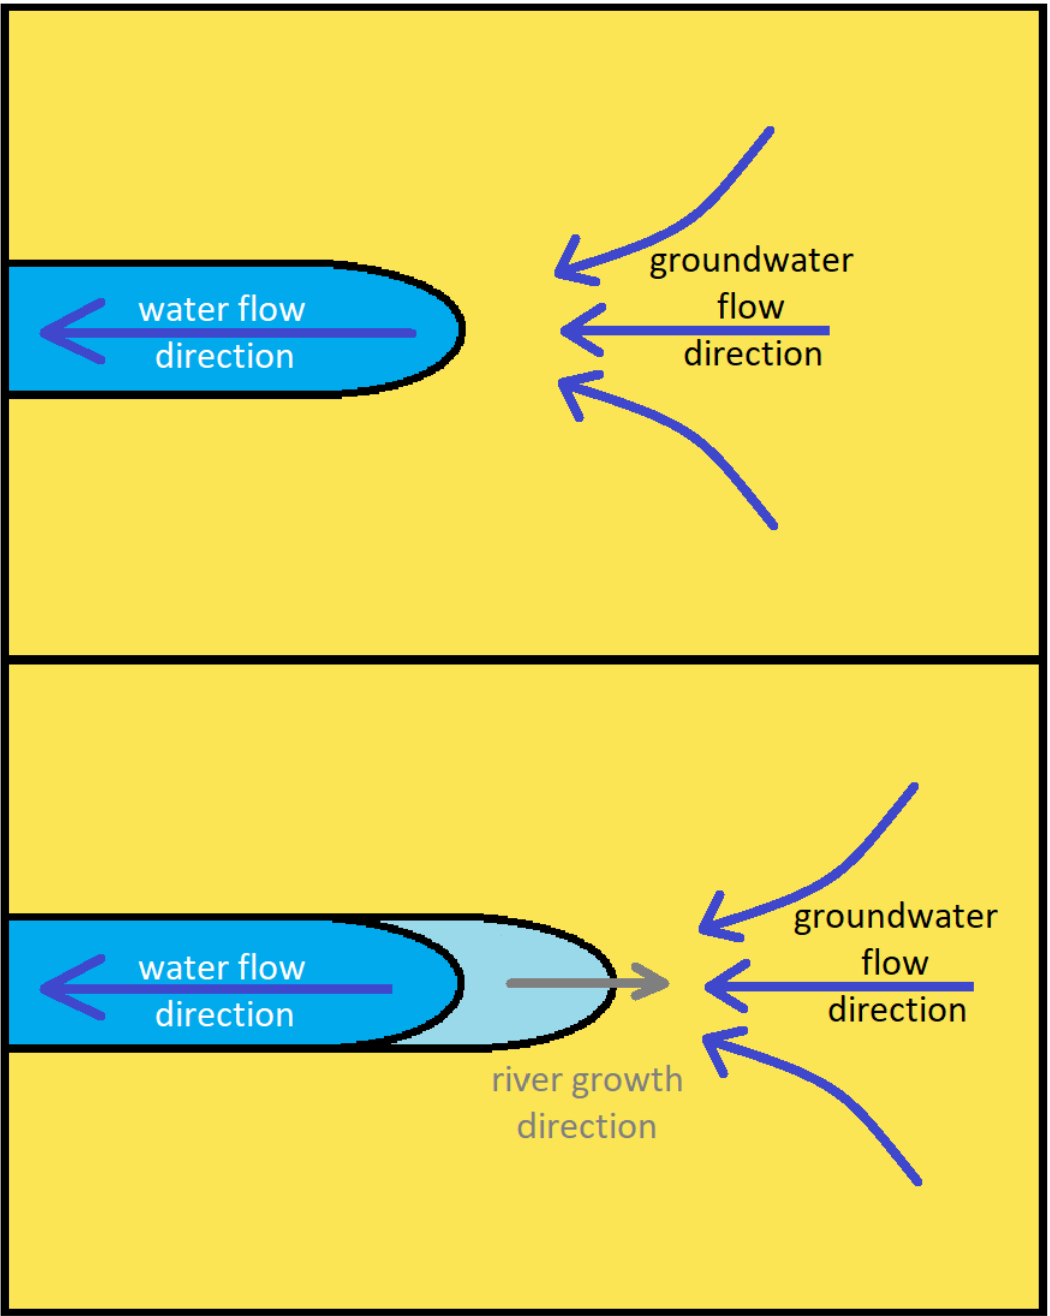 water flow
direction
groundwater
flow
direction
water flow
direction
groundwater
flow
direction
river growth
direction